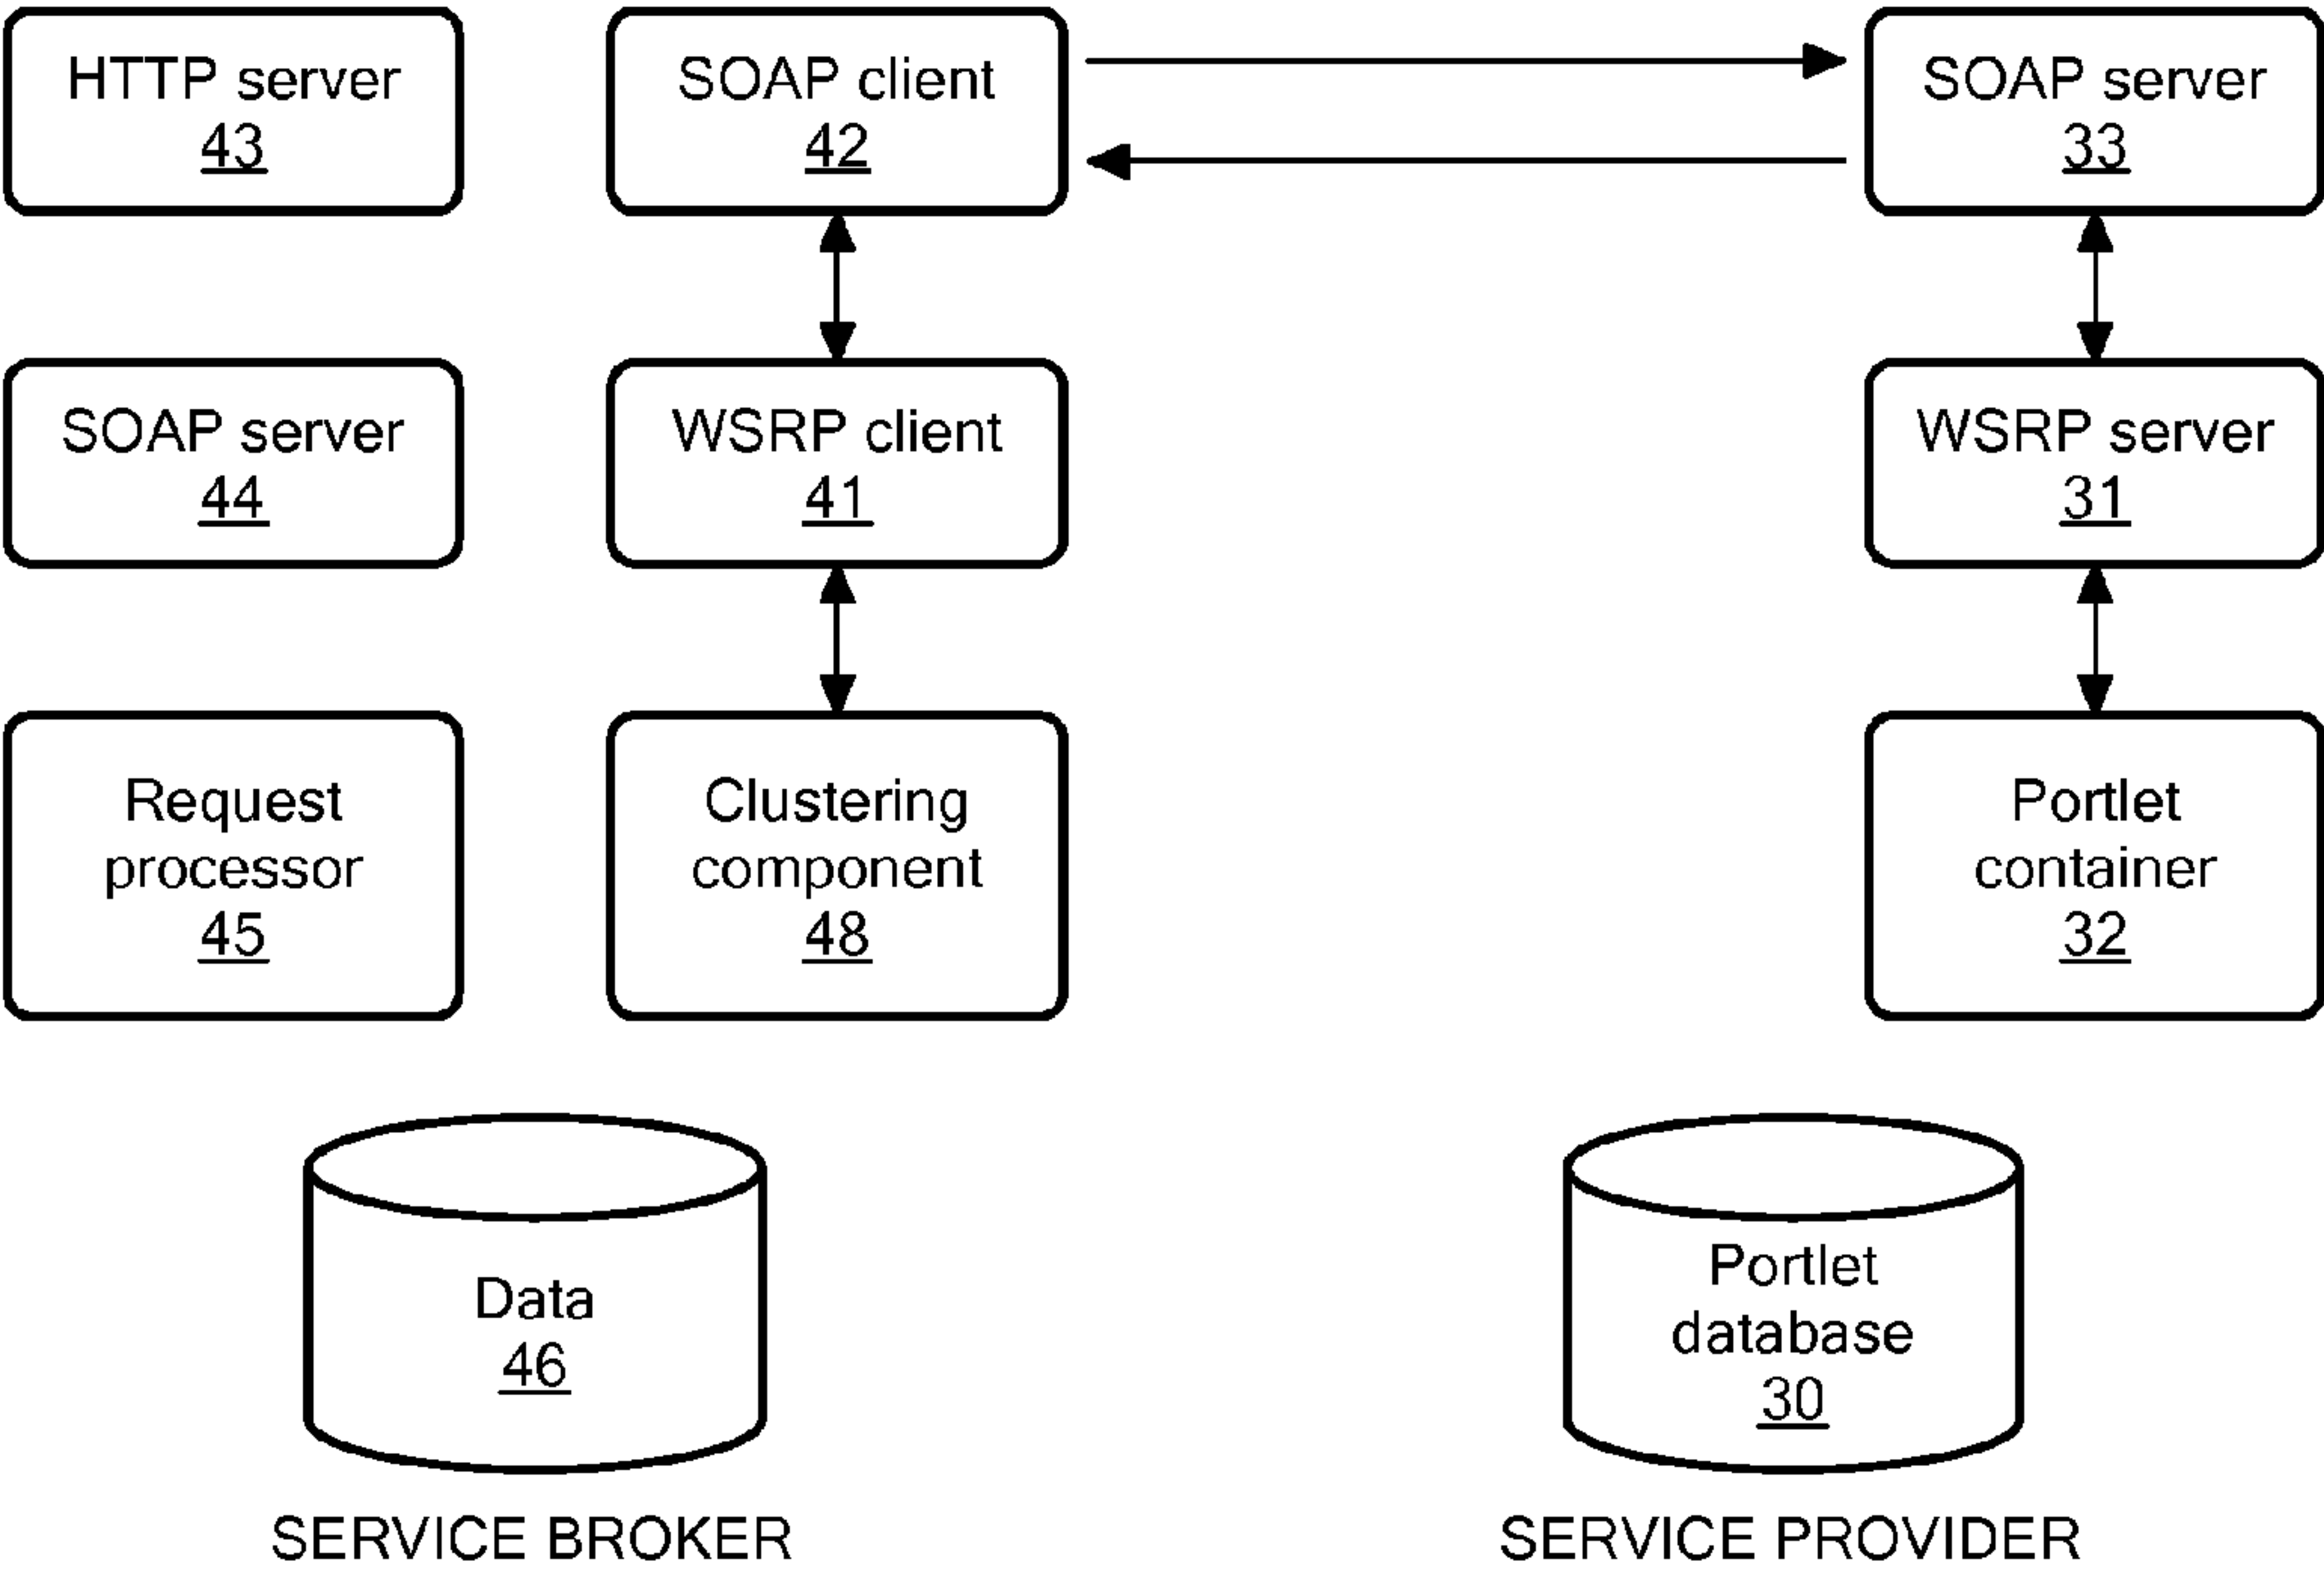 HTTP server
43
SOAP client
42
SOAP server
33
SOAP server
44
WSRP client
41
WSRP server
31
Request
processor
45
Clustering
component
48
Portlet
container
32
Data
46
Portlet
database
30
SERVICE BROKER
SERVICE PROVIDER